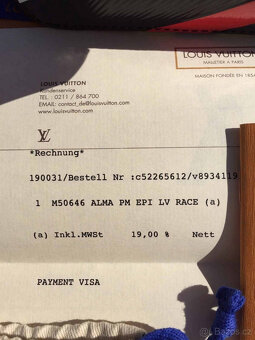 LOUIS VUITTON
MALLETIER A PARIS
MAISON FONDÉE EN 185
LOUIS VUITTON
Kundenservice
TEL.: 0211 / 864 700
EMAIL: contact_de@louisvuitton.com
www.louisvuitton.com
LV
*Rechnung*
190031/Bestell Nr :c52265612/v8934119
1 M50646 ALMA PM EPI LV RACE (a)
(a) Inkl.MWSt 19,00 % Nett
PAYMENT VISA